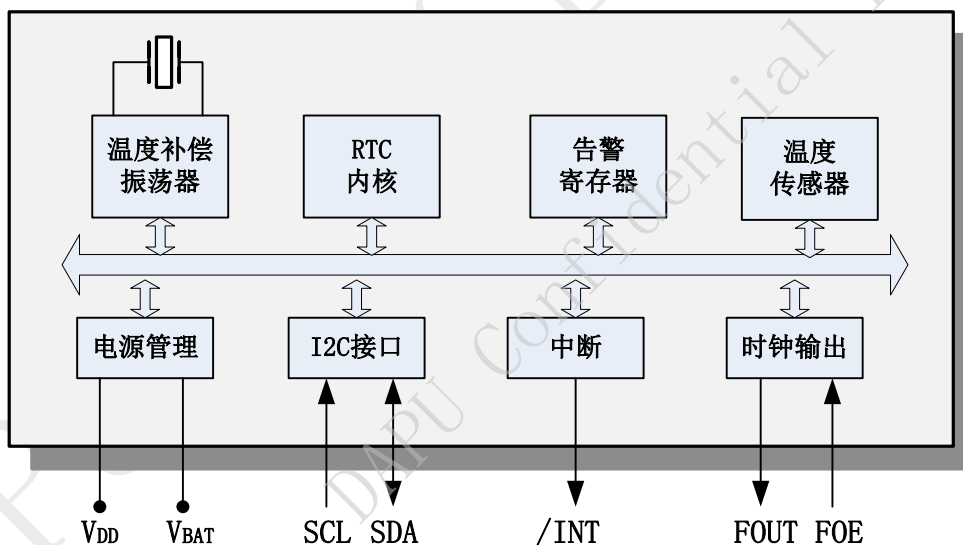 温度补偿
振荡器
RTC
内核
告警
寄存器
温度
传感器
电源管理
I2C接口
中断
时钟输出
VDD
VBAT
SCL
SDA
/INT
FOUT
FOE
DAPU Confidential